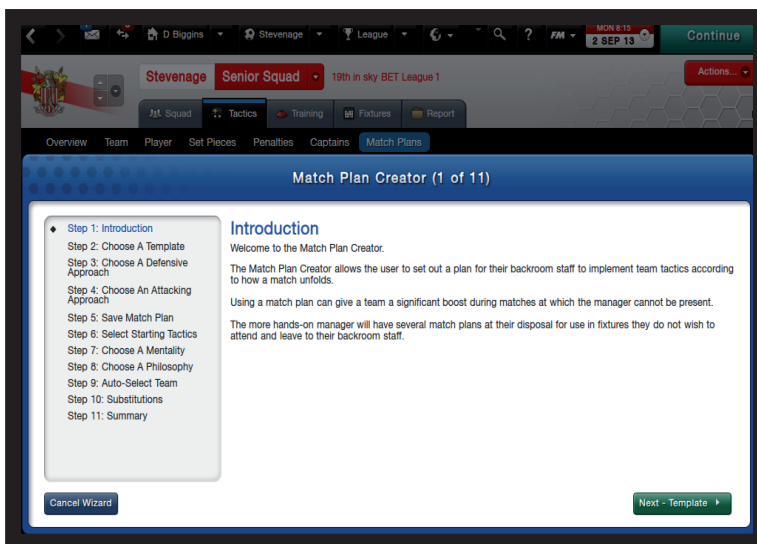 D Biggins
Stevenage
League
?
FM
MON 8:15
2 SEP 13
Continue
Stevenage
Senior Squad
19th in sky BET League 1
Actions...
Squad
Tactics
Training
Fixtures
Report
Overview
Team
Player
Set Pieces
Penalties
Captains
Match Plans
Match Plan Creator (1 of 11)
Step 1: Introduction
Step 2: Choose A Template
Step 3: Choose A Defensive
Approach
Step 4: Choose An Attacking
Approach
Step 5: Save Match Plan
Step 6: Select Starting Tactics
Step 7: Choose A Mentality
Step 8: Choose A Philosophy
Step 9: Auto-Select Team
Step 10: Substitutions
Step 11: Summary
Introduction
Welcome to the Match Plan Creator.
The Match Plan Creator allows the user to set out a plan for their backroom staff to implement team tactics according
to how a match unfolds.
Using a match plan can give a team a significant boost during matches at which the manager cannot be present.
The more hands-on manager will have several match plans at their disposal for use in fixtures they do not wish to
attend and leave to their backroom staff.
Cancel Wizard
Next - Template